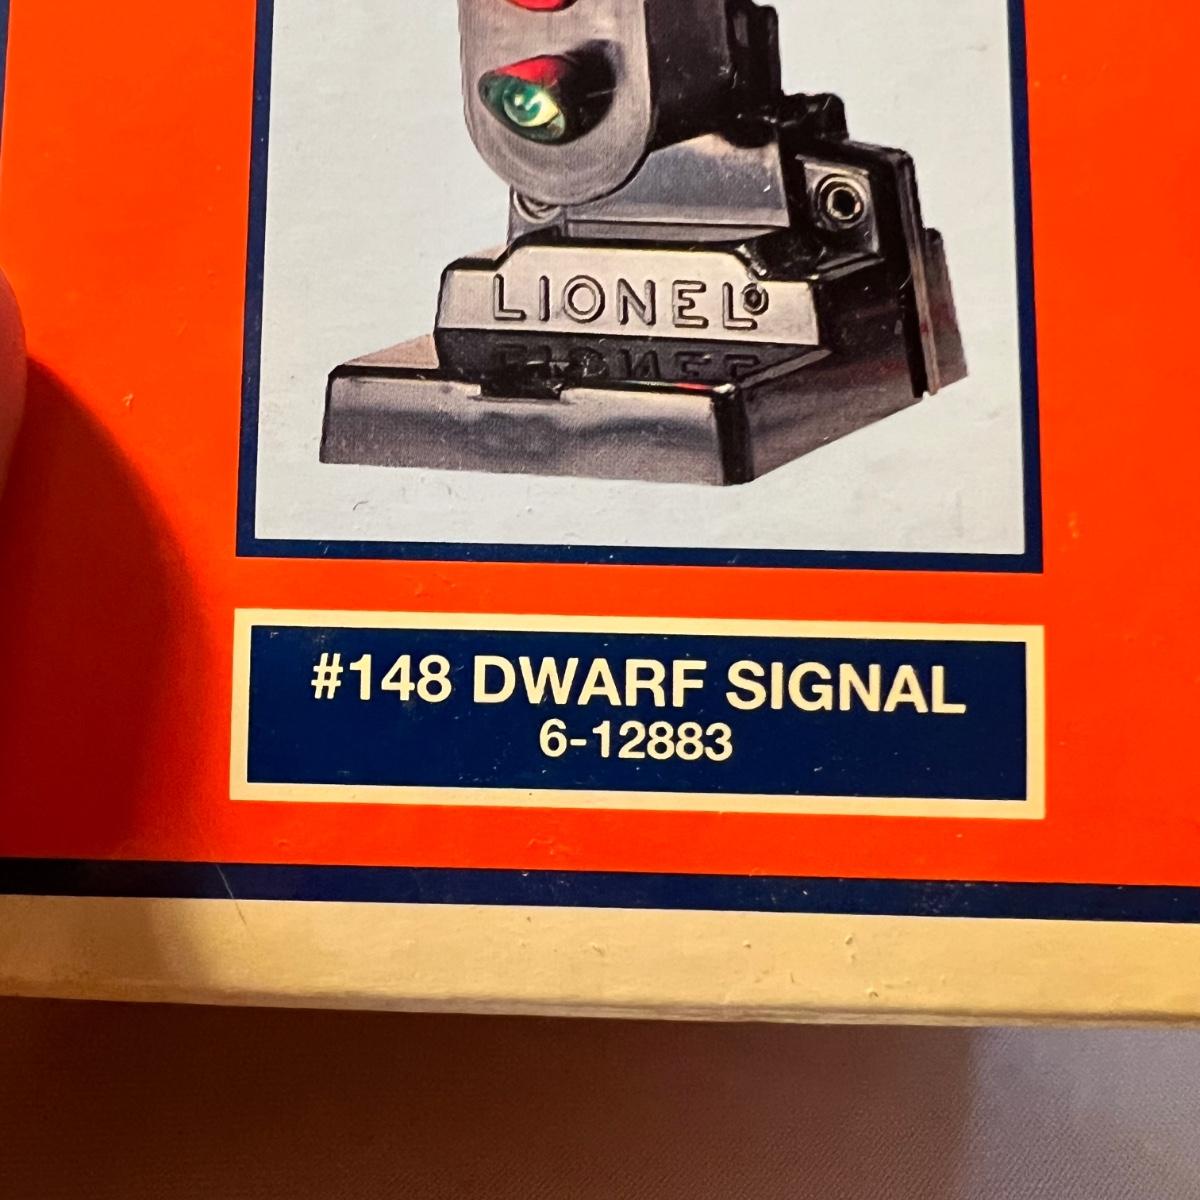 LIONEL®
#148 DWARF SIGNAL
6-12883